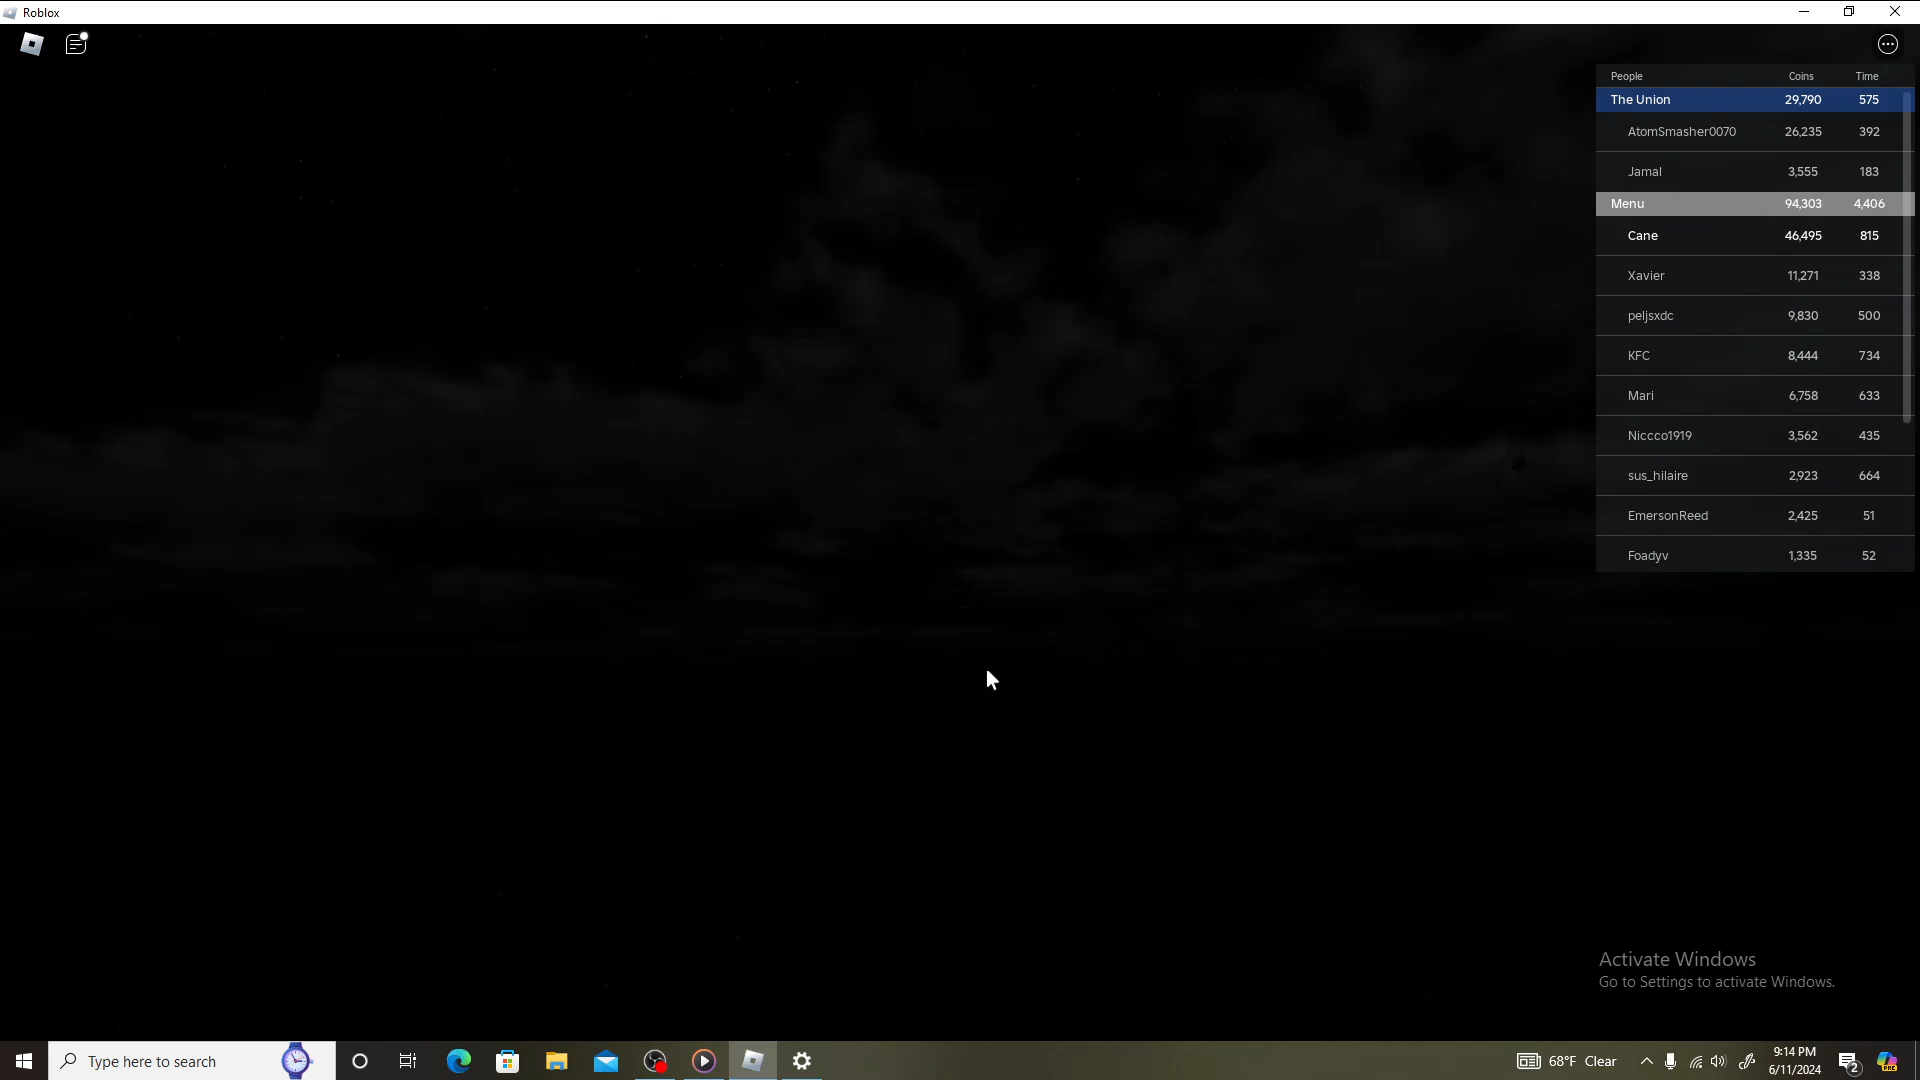 Roblox
People Coins Time
The Union 29,790 575
AtomSmasher0070 26,235 392
Jamal 3,555 183
Menu 94,303 4,406
Cane 46,495 815
Xavier 11,271 338
peljsxdc 9,830 500
KFC 8,444 734
Mari 6,758 633
Niccco1919 3,562 435
sus_hilaire 2,923 664
EmersonReed 2,425 51
Foadyv 1,335 52
Activate Windows
Go to Settings to activate Windows.
Type here to search
68°F Clear
9:14 PM
6/11/2024
2
PRE